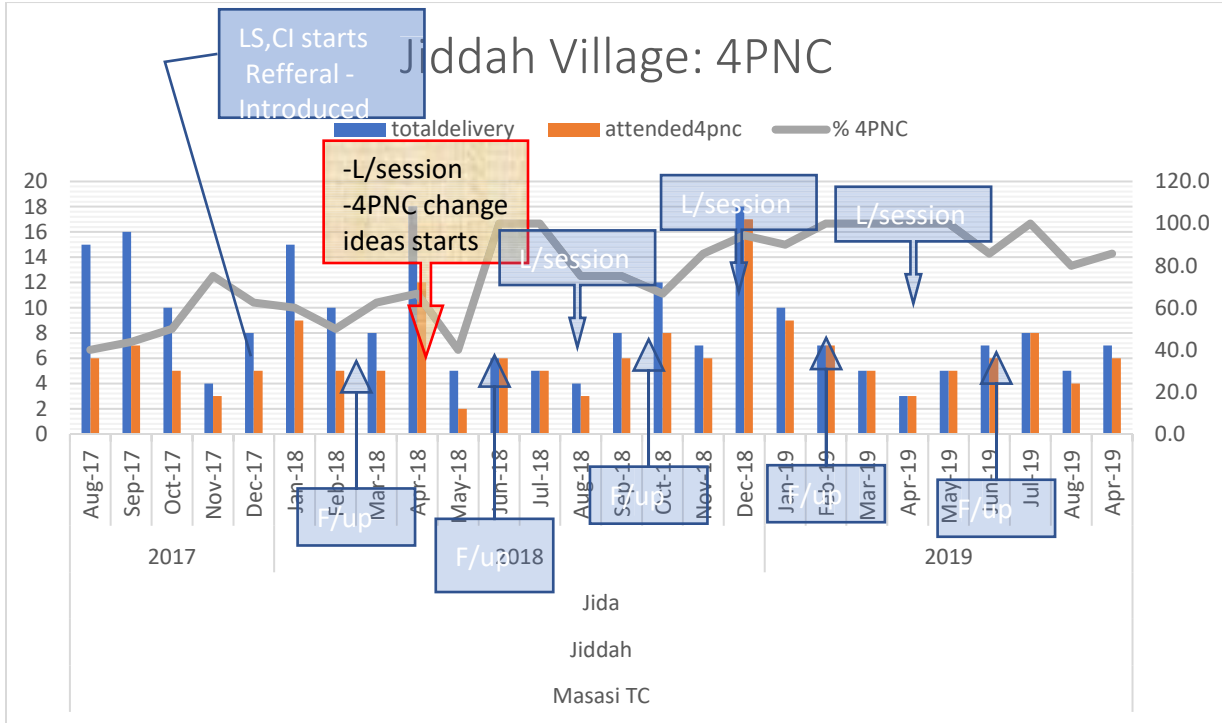 LS,CI starts
Refferal -
Introduced
Jiddah Village: 4PNC
totaldelivery attended4pnc % 4PNC
-L/session
-4PNC change
ideas starts
L/session
L/session
L/session
20
18
16
14
12
10
8
6
4
2
0
120.0
100.0
80.0
60.0
40.0
20.0
0.0
Aug-17
Sep-17
Oct-17
Nov-17
Dec-17
Jan-18
Feb-18
Mar-18
Apr-18
May-18
Jun-18
Jul-18
Aug-18
Sep-18
Oct-18
Nov-18
Dec-18
Jan-19
Feb-19
Mar-19
Apr-19
May-19
Jun-19
Jul-19
Aug-19
Apr-19
F/up
F/up
F/up
F/up
F/up
2017
2018
2019
Jida
Jiddah
Masasi TC